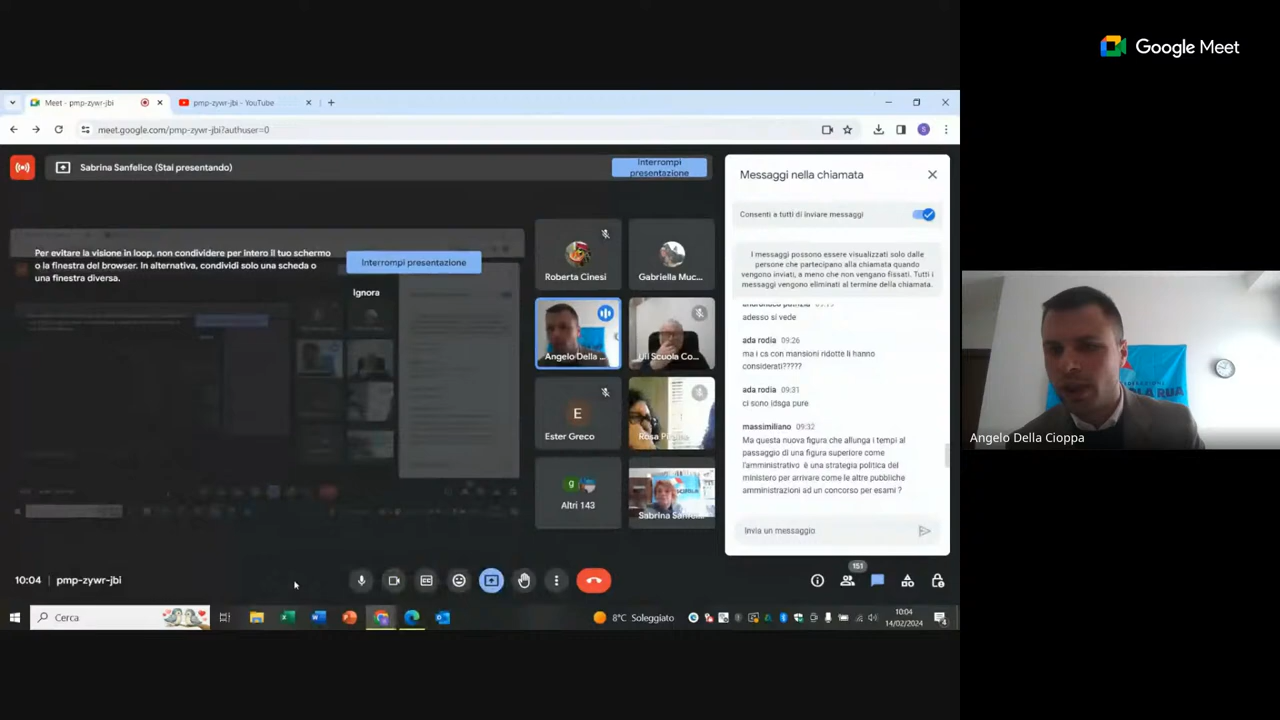 Google Meet
Meet - pmp-zywr-jbi
pmp-zywr-jbi - YouTube
meet.google.com/pmp-zywr-jbi?authuser=0
Sabrina Sanfelice (Stai presentando)
Interrompi
presentazione
Per evitare la visione in loop, non condividere per intero il tuo schermo
o la finestra del browser. In alternativa, condividi solo una scheda o
una finestra diversa.
Interrompi presentazione
Ignora
Roberta Cinesi
Gabriella Muc...
Angelo Della ...
Uil Scuola Co...
E
Ester Greco
Rosa
g
Altri 143
Sabrina
Messaggi nella chiamata
Consenti a tutti di inviare messaggi
I messaggi possono essere visualizzati solo dalle
persone che partecipano alla chiamata quando
vengono inviati, a meno che non vengano fissati. Tutti i
messaggi vengono eliminati al termine della chiamata.
adesso si vede
ada rodia 09:26
ma i cs con mansioni ridotte li hanno
considerati?????
ada rodia 09:31
ci sono idsga pure
massimiliano 09:32
Ma questa nuova figura che allunga i tempi al
passaggio di una figura superiore come
l'amministrativo è una strategia politica del
ministero per arrivare come le altre pubbliche
amministrazioni ad un concorso per esami ?
Invia un messaggio
10:04 | pmp-zywr-jbi
151
Cerca
8°C Soleggiato
10:04
14/02/2024
Angelo Della Cioppa